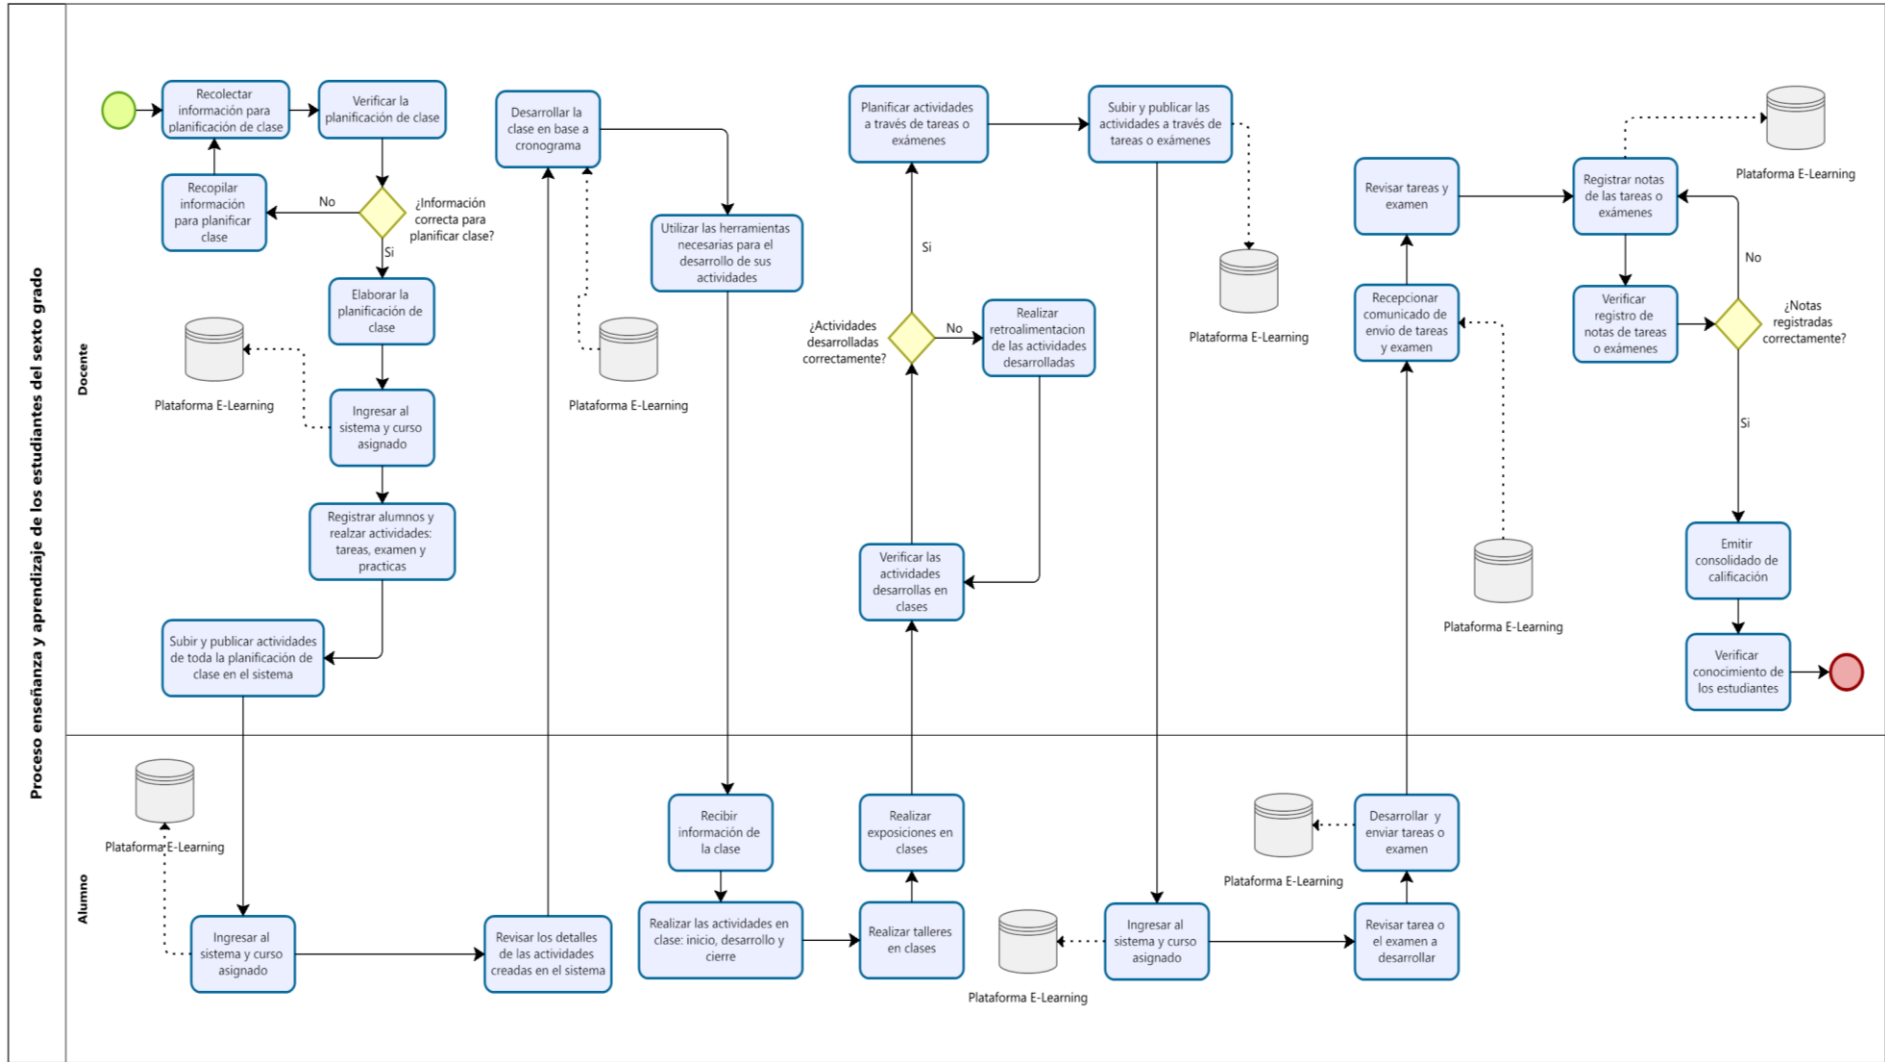 Proceso enseñanza y aprendizaje de los estudiantes del sexto grado
Docente
Recolectar
información para
planificación de clase
Verificar la
planificación de clase
Recopilar
información
para planificar
clase
No
¿Información
correcta para
planificar clase?
Si
Elaborar la
planificación de
clase
Plataforma E-Learning
Ingresar al
sistema y curso
asignado
Registrar alumnos y
realzar actividades:
tareas, examen y
practicas
Subir y publicar actividades
de toda la planificación de
clase en el sistema
Desarrollar la
clase en base a
cronograma
Plataforma E-Learning
Utilizar las herramientas
necesarias para el
desarrollo de sus
actividades
Planificar actividades
a través de tareas o
exámenes
Si
¿Actividades
desarrolladas
correctamente?
No
Realizar
retroalimentacion
de las actividades
desarrolladas
Verificar las
actividades
desarrollas en
clases
Subir y publicar las
actividades a través de
tareas o exámenes
Plataforma E-Learning
Revisar tareas y
examen
Recepcionar
comunicado de
envío de tareas
y examen
Plataforma E-Learning
Registrar notas
de las tareas o
exámenes
Plataforma E-Learning
Verificar
registro de
notas de tareas
o exámenes
No
¿Notas
registradas
correctamente?
Si
Emitir
consolidado de
calificación
Verificar
conocimiento de
los estudiantes
Alumno
Plataforma E-Learning
Ingresar al
sistema y curso
asignado
Revisar los detalles
de las actividades
creadas en el sistema
Recibir
información de
la clase
Realizar las actividades en
clase: inicio, desarrollo y
cierre
Realizar talleres
en clases
Realizar
exposiciones en
clases
Plataforma E-Learning
Ingresar al
sistema y curso
asignado
Revisar tarea o
el examen a
desarrollar
Desarrollar y
enviar tareas o
examen
Plataforma E-Learning